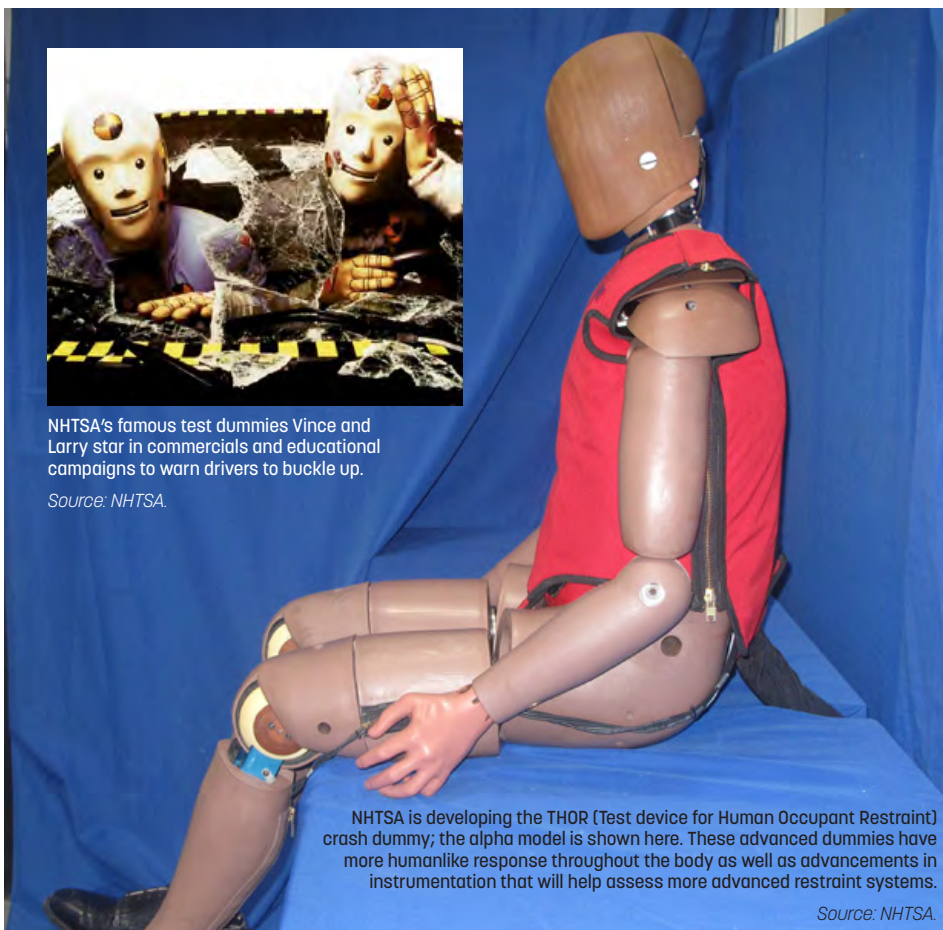 NHTSA's famous test dummies Vince and
Larry star in commercials and educational
campaigns to warn drivers to buckle up.
Source: NHTSA.
NHTSA is developing the THOR (Test device for Human Occupant Restraint)
crash dummy; the alpha model is shown here. These advanced dummies have
more humanlike response throughout the body as well as advancements in
instrumentation that will help assess more advanced restraint systems.
Source: NHTSA.